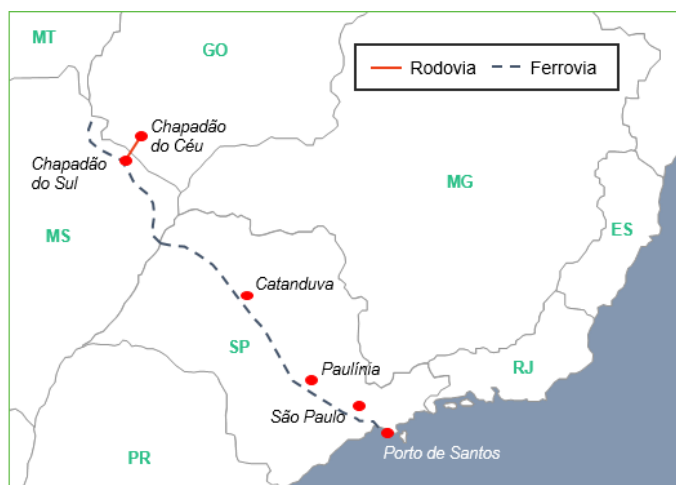 MT
GO
Rodovia
Ferrovia
Chapadão
do Céu
Chapadão
do Sul
MG
MS
ES
Catanduva
SP
Paulínia
RJ
São Paulo
Porto de Santos
PR